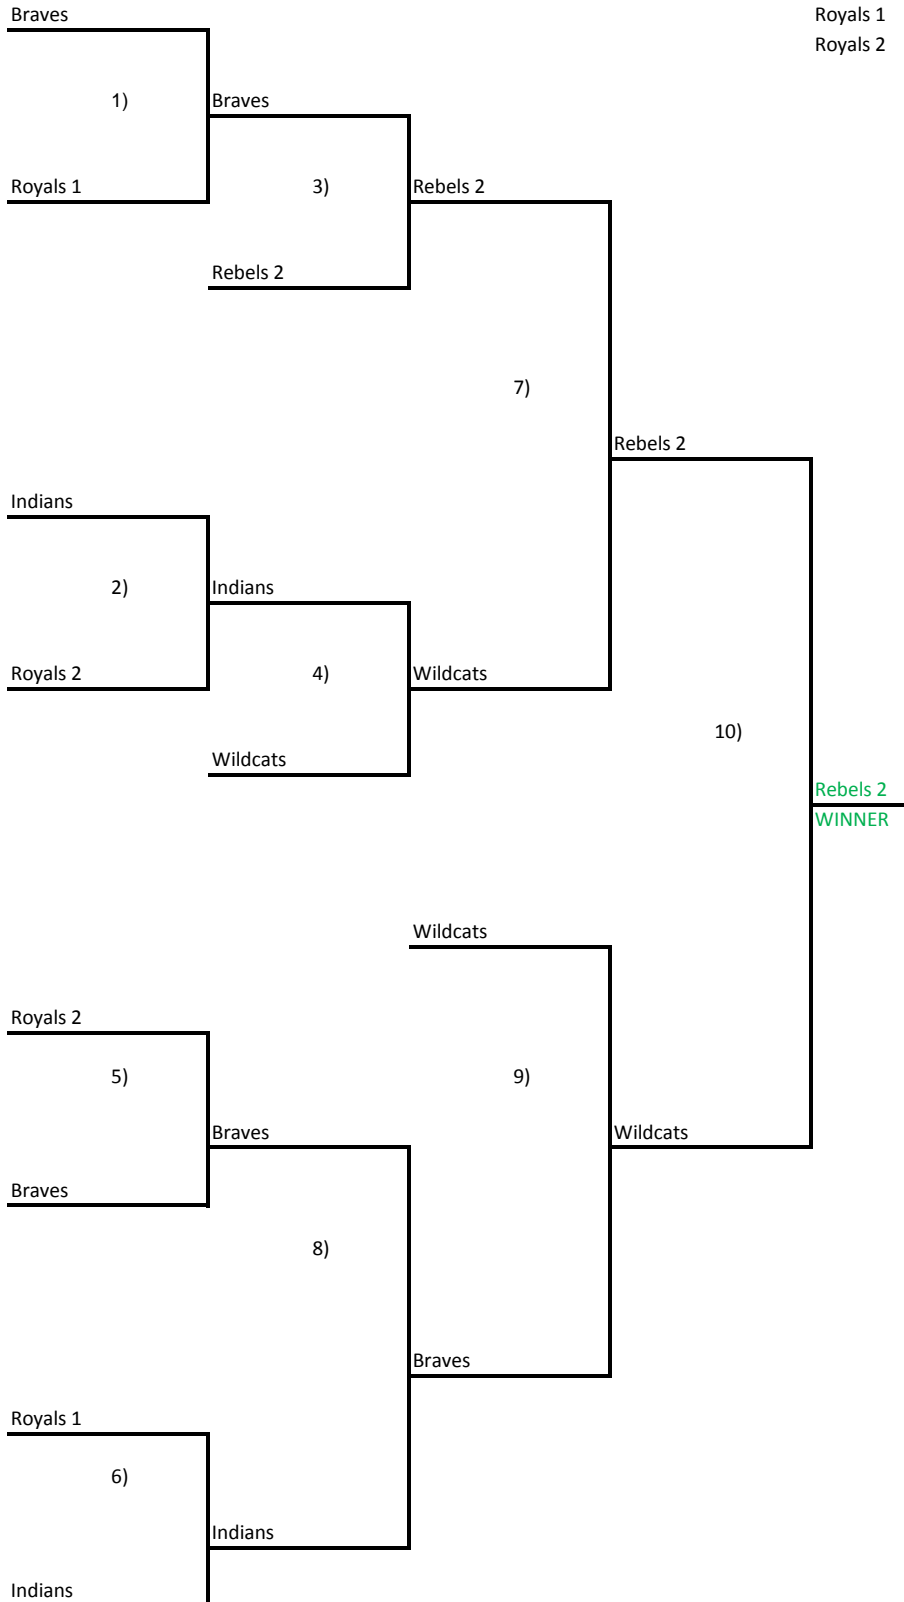 Braves
Royals 1
Royals 2
1)
Braves
Royals 1
3)
Rebels 2
Rebels 2
7)
Rebels 2
Indians
2)
Indians
Royals 2
4)
Wildcats
10)
Wildcats
Rebels 2
WINNER
Wildcats
Royals 2
5)
9)
Braves
Wildcats
Braves
8)
Braves
Royals 1
6)
Indians
Indians